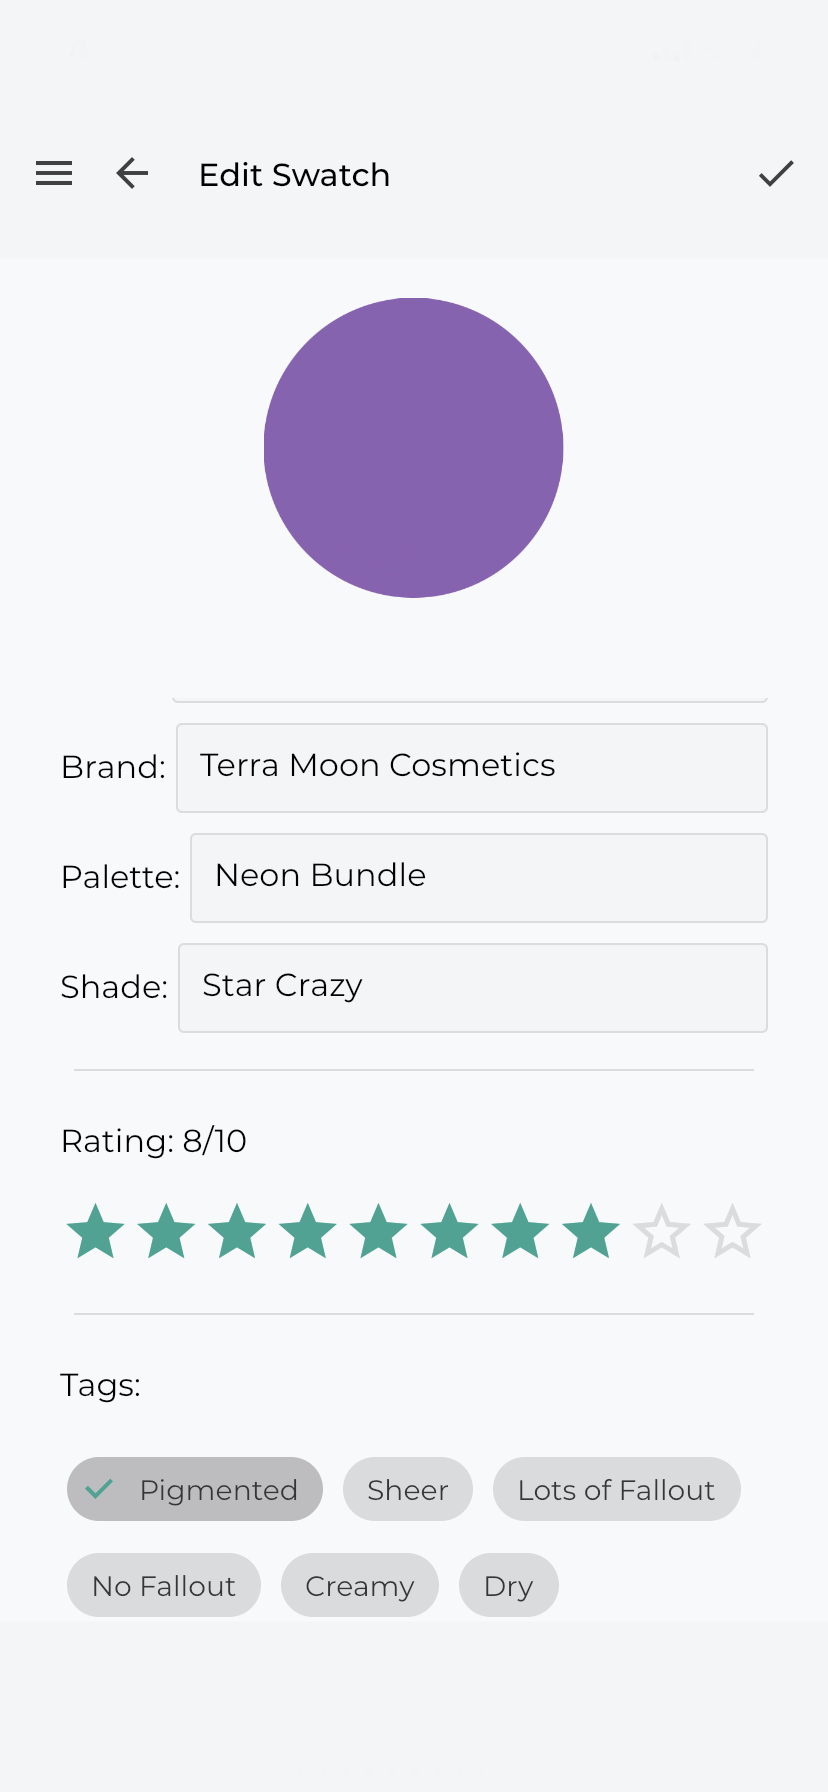 Edit Swatch
Brand: Terra Moon Cosmetics
Palette: Neon Bundle
Shade: Star Crazy
Rating: 8/10
Tags:
Pigmented Sheer Lots of Fallout
No Fallout Creamy Dry